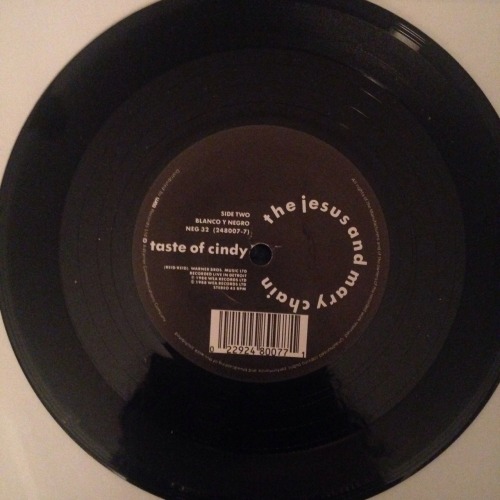 the jesus and mary chain
SIDE TWO
BLANCO Y NEGRO
NEG 32 (248007-7)
taste of cindy
(REID/REID). WARNER BROS. MUSIC LTD
RECORDED LIVE IN DETROIT
℗ 1988 WEA RECORDS LTD
© 1988 WEA RECORDS LTD
STEREO 45 RPM
0 22924 80077 1